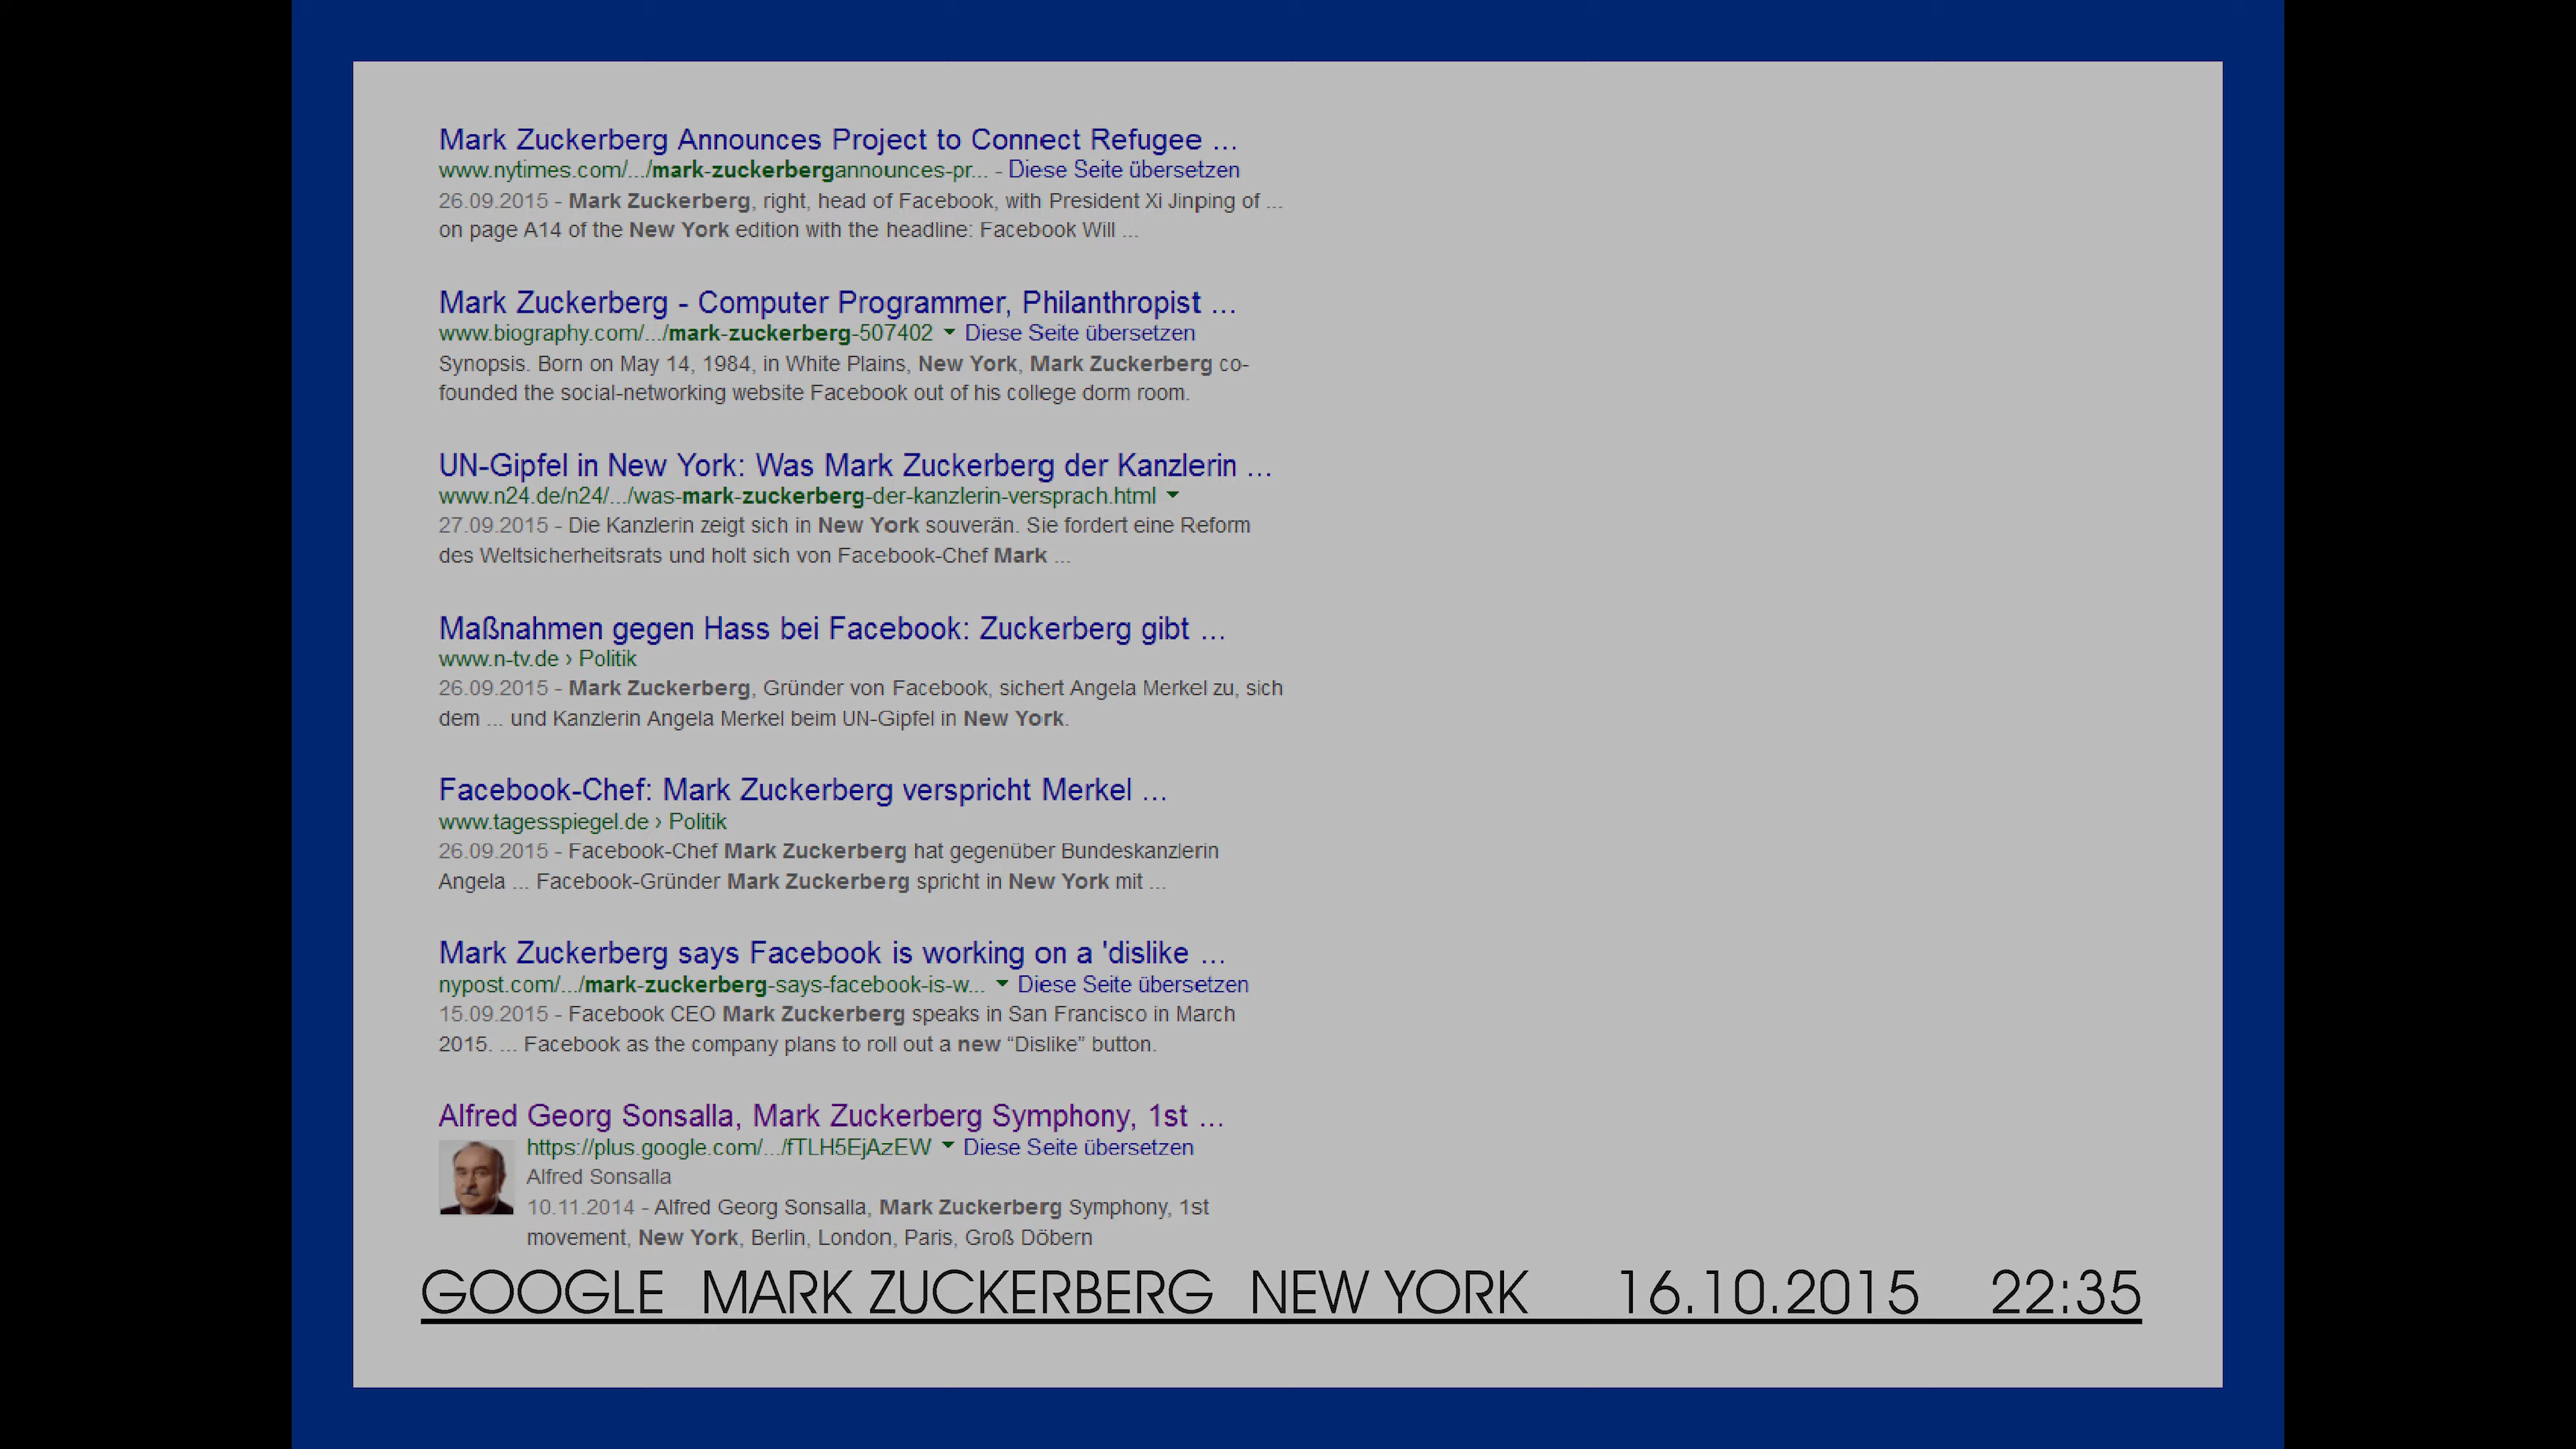 Mark Zuckerberg Announces Project to Connect Refugee ...
www.nytimes.com/.../mark-zuckerbergannounces-pr... - Diese Seite übersetzen
26.09.2015 - Mark Zuckerberg, right, head of Facebook, with President Xi Jinping of ...
on page A14 of the New York edition with the headline: Facebook Will ...
Mark Zuckerberg - Computer Programmer, Philanthropist ...
www.biography.com/.../mark-zuckerberg-507402 Diese Seite übersetzen
Synopsis. Born on May 14, 1984, in White Plains, New York, Mark Zuckerberg co-
founded the social-networking website Facebook out of his college dorm room.
UN-Gipfel in New York: Was Mark Zuckerberg der Kanzlerin ...
www.n24.de/n24/.../was-mark-zuckerberg-der-kanzlerin-versprach.html
27.09.2015 - Die Kanzlerin zeigt sich in New York souverän. Sie fordert eine Reform
des Weltsicherheitsrats und holt sich von Facebook-Chef Mark ...
Maßnahmen gegen Hass bei Facebook: Zuckerberg gibt ...
www.n-tv.de › Politik
26.09.2015 - Mark Zuckerberg, Gründer von Facebook, sichert Angela Merkel zu, sich
dem ... und Kanzlerin Angela Merkel beim UN-Gipfel in New York.
Facebook-Chef: Mark Zuckerberg verspricht Merkel ...
www.tagesspiegel.de › Politik
26.09.2015 - Facebook-Chef Mark Zuckerberg hat gegenüber Bundeskanzlerin
Angela ... Facebook-Gründer Mark Zuckerberg spricht in New York mit ...
Mark Zuckerberg says Facebook is working on a 'dislike ...
nypost.com/.../mark-zuckerberg-says-facebook-is-w... Diese Seite übersetzen
15.09.2015 - Facebook CEO Mark Zuckerberg speaks in San Francisco in March
2015. ... Facebook as the company plans to roll out a new “Dislike” button.
Alfred Georg Sonsalla, Mark Zuckerberg Symphony, 1st ...
https://plus.google.com/.../fTLH5EjAzEW Diese Seite übersetzen
Alfred Sonsalla
10.11.2014 - Alfred Georg Sonsalla, Mark Zuckerberg Symphony, 1st
movement, New York, Berlin, London, Paris, Groß Döbern
GOOGLE MARK ZUCKERBERG NEW YORK 16.10.2015 22:35